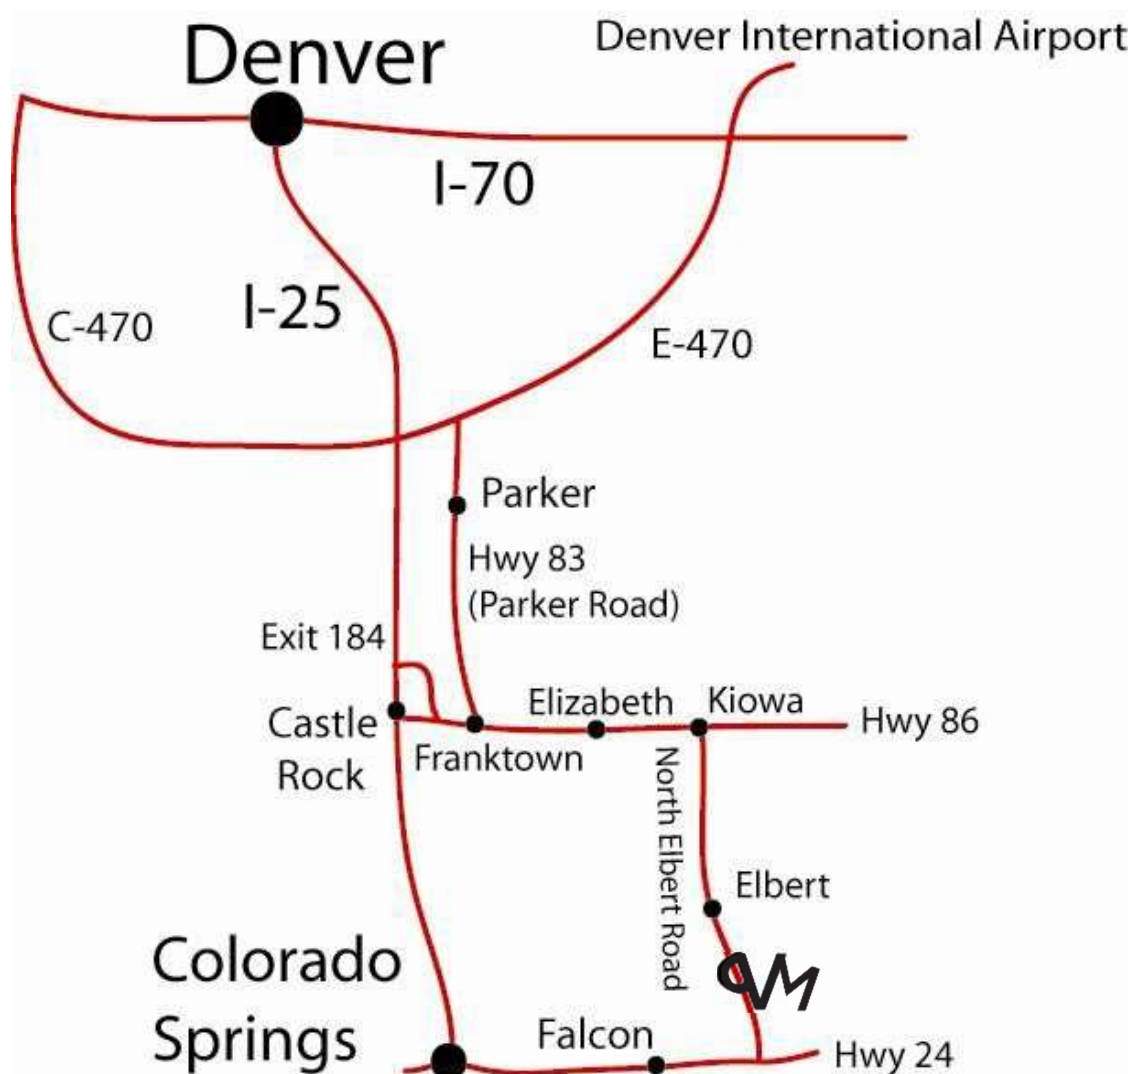 Denver
Denver International Airport
I-70
I-25
C-470
E-470
Parker
Hwy 83
(Parker Road)
Exit 184
Elizabeth
Kiowa
Hwy 86
Castle
Rock
Franktown
North Elbert Road
Elbert
Colorado
Springs
Falcon
Hwy 24